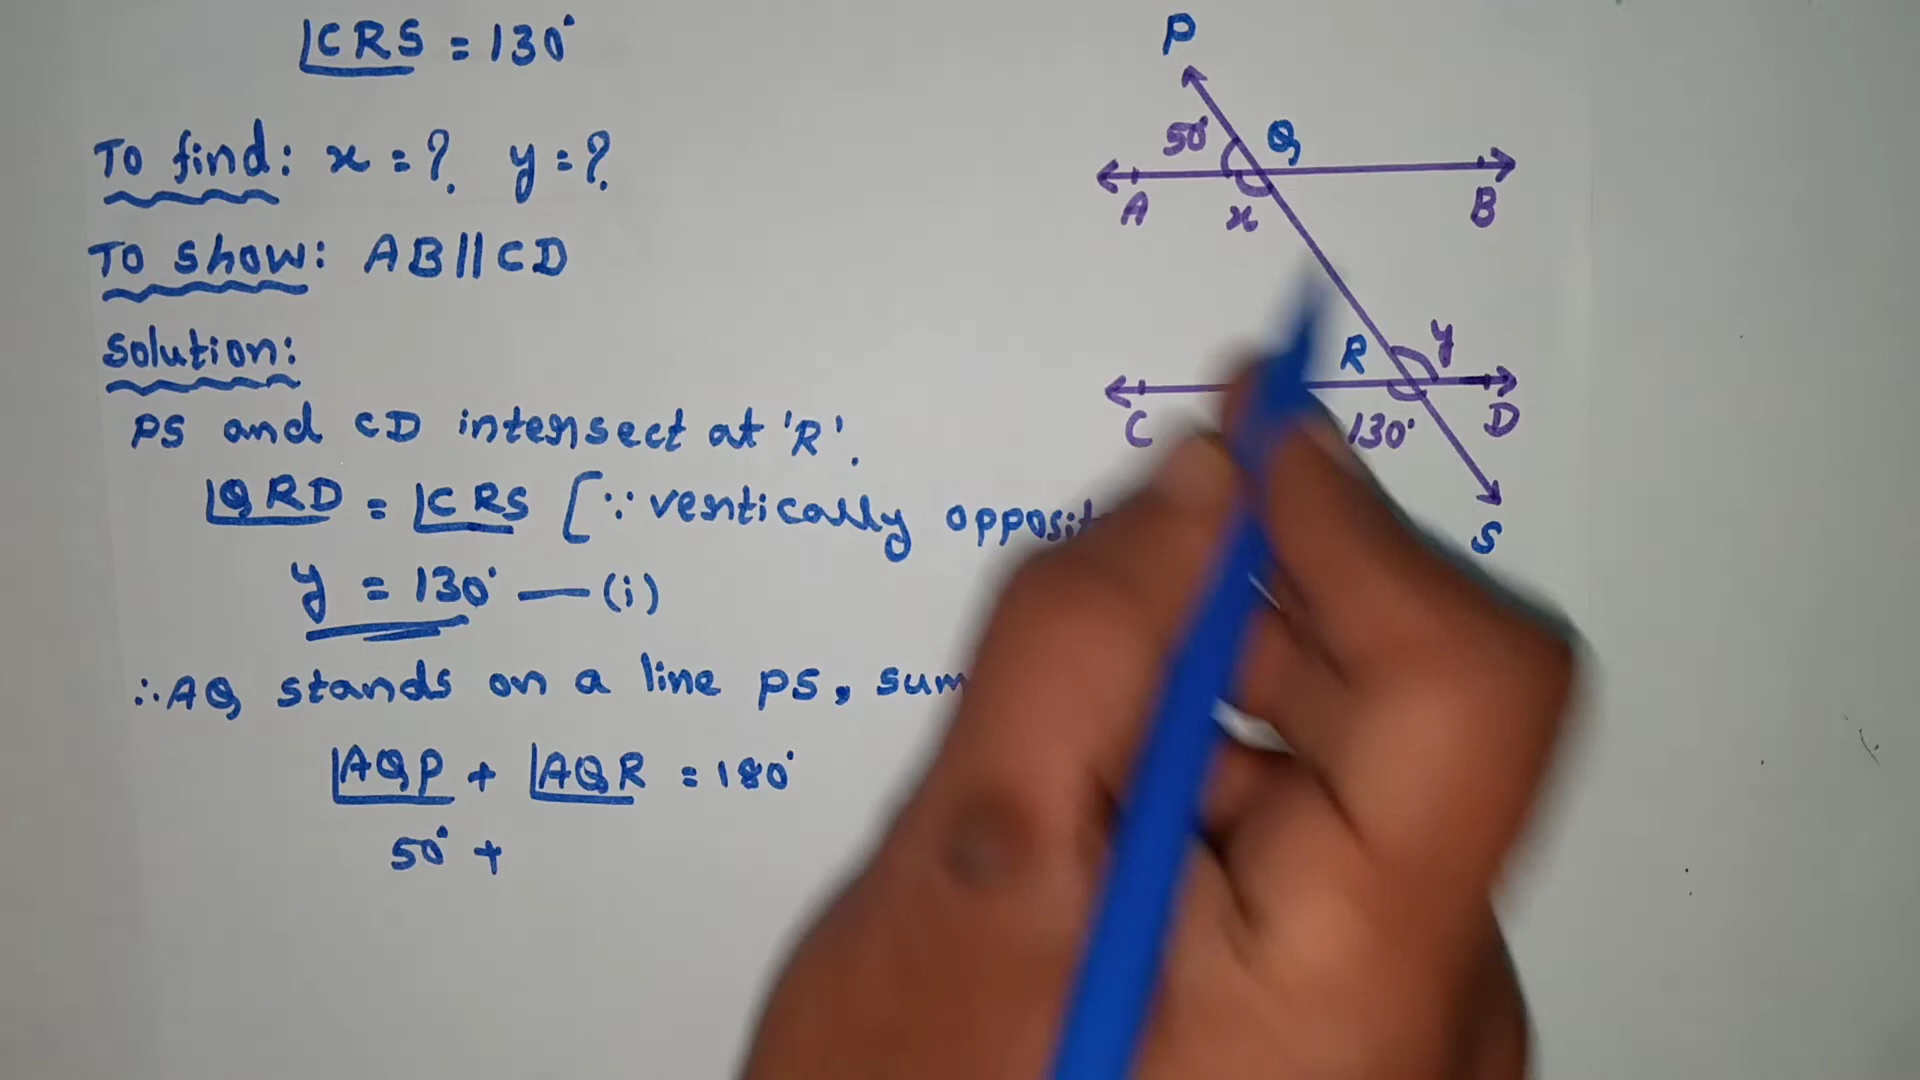 ∠CRS = 130°
To find: x = ? y = ?
To show: AB || CD
Solution:
PS and CD intersect at 'R'.
∠QRD = ∠CRS [∵ vertically
y = 130° — (i)
∴ AQ stands on a line PS, sum
∠AQP + ∠AQR = 180°
50° +
P
50° Q
A x B
R y
C 130° D
S